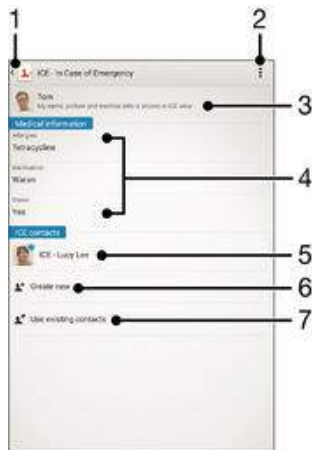 1
2
ICE - In Case of Emergency
Tom
My name, picture and medical info is shown in ICE view
3
Medical information
Allergies
Tetracycline
4
Medication
Waran
Yes
ICE contacts
ICE - Lucy Lee
5
Create new
6
Use existing contacts
7